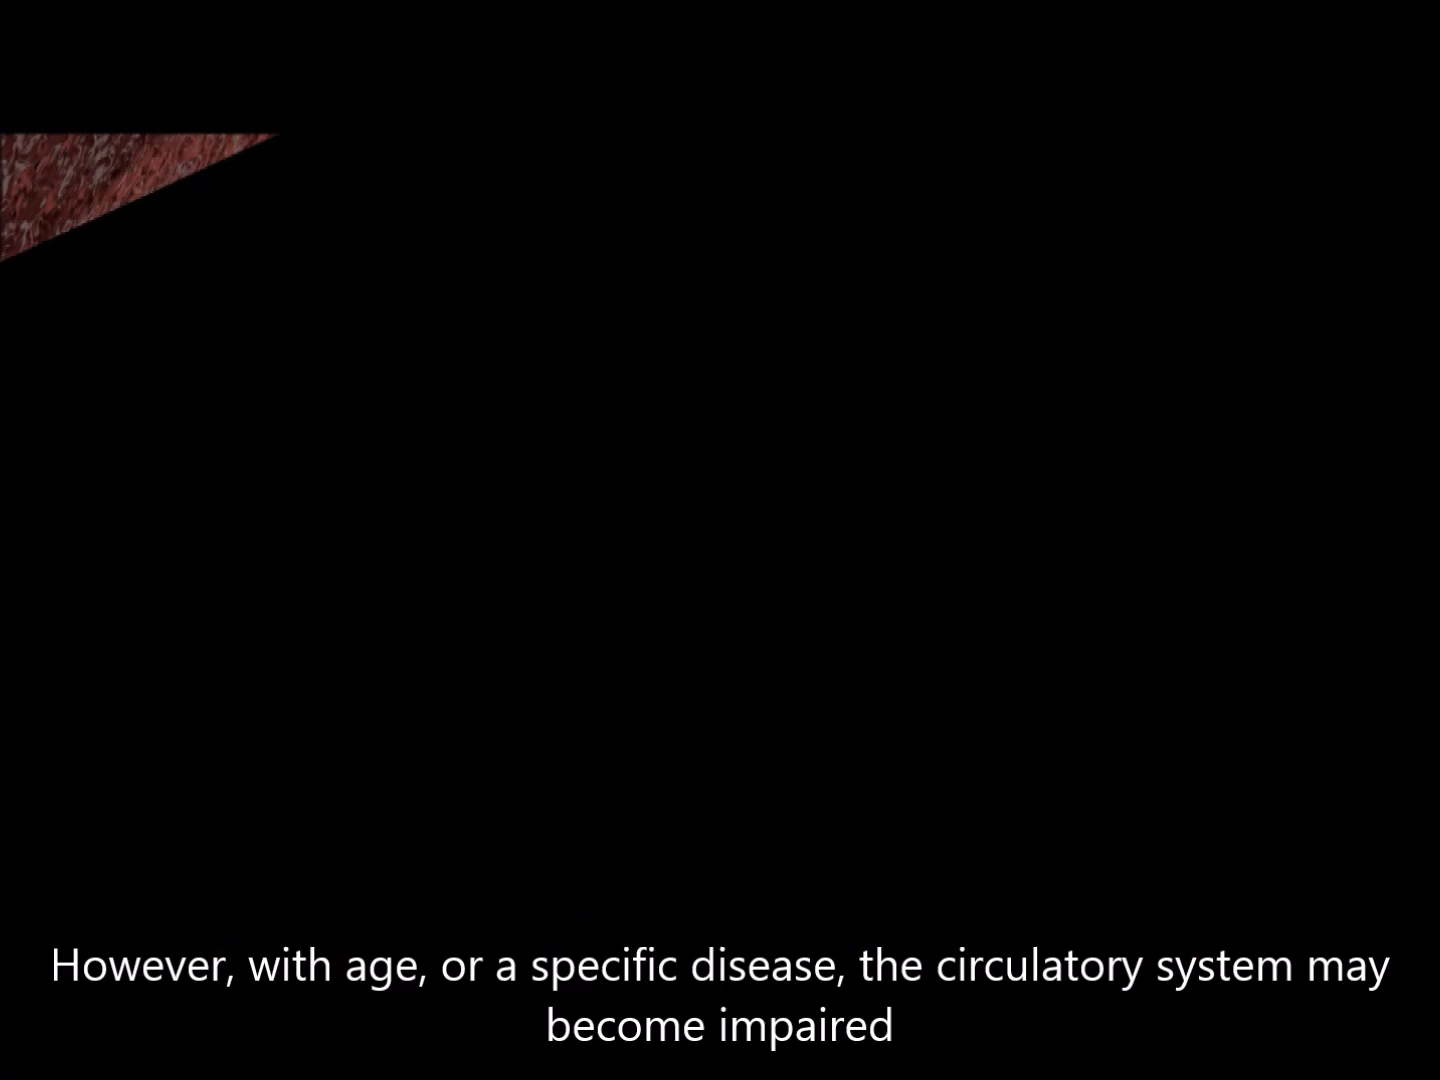 However, with age, or a specific disease, the circulatory system may
become impaired